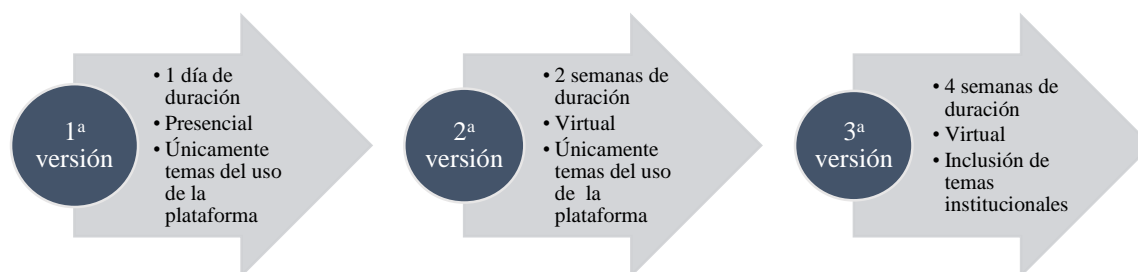 1ª
versión
• 1 día de
duración
• Presencial
• Únicamente
temas del uso
de la
plataforma
2ª
versión
• 2 semanas de
duración
• Virtual
• Únicamente
temas del uso
de la
plataforma
3ª
versión
• 4 semanas de
duración
• Virtual
• Inclusión de
temas
institucionales